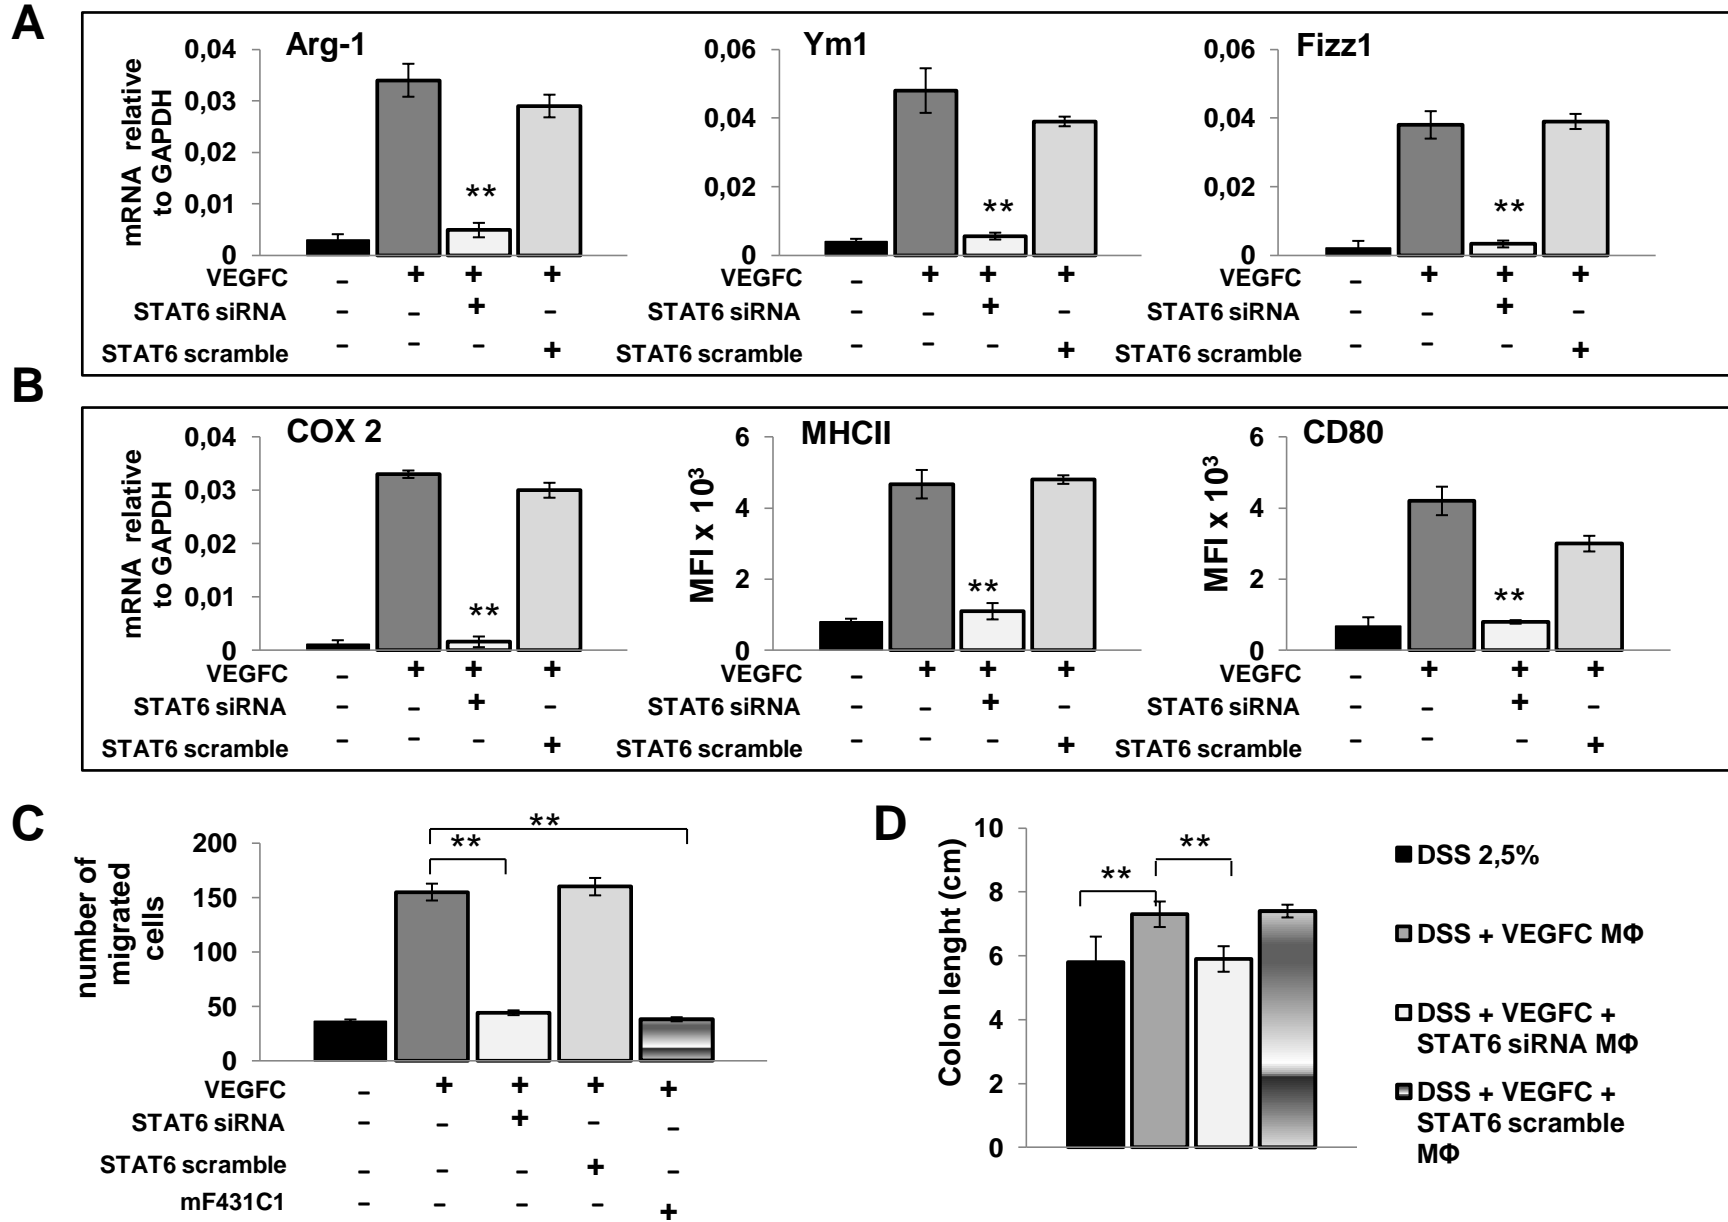 A
Arg-1
Ym1
Fizz1
mRNA relative
to GAPDH
0,04
0,03
0,02
0,01
0
**
0,06
0,04
0,02
0
**
0,06
0,04
0,02
0
**
VEGFC - + + +
STAT6 siRNA - - + -
STAT6 scramble - - - +
VEGFC - + + +
STAT6 siRNA - - + -
STAT6 scramble - - - +
VEGFC - + + +
STAT6 siRNA - - + -
STAT6 scramble - - - +
B
COX 2
MHCII
CD80
mRNA relative
to GAPDH
0,04
0,03
0,02
0,01
0
**
MFI x 10³
6
4
2
0
**
MFI x 10³
6
4
2
0
**
VEGFC - + + +
STAT6 siRNA - - + -
STAT6 scramble - - - +
VEGFC - + + +
STAT6 siRNA - - + -
STAT6 scramble - - - +
VEGFC - + + +
STAT6 siRNA - - + -
STAT6 scramble - - - +
C
number of
migrated
cells
200
150
100
50
0
**
**
VEGFC - + + + +
STAT6 siRNA - - + - -
STAT6 scramble - - - + -
mF431C1 - - - - +
D
Colon lenght (cm)
10
8
6
4
2
0
**
**
DSS 2,5%
DSS + VEGFC MΦ
DSS + VEGFC +
STAT6 siRNA MΦ
DSS + VEGFC +
STAT6 scramble
MΦ